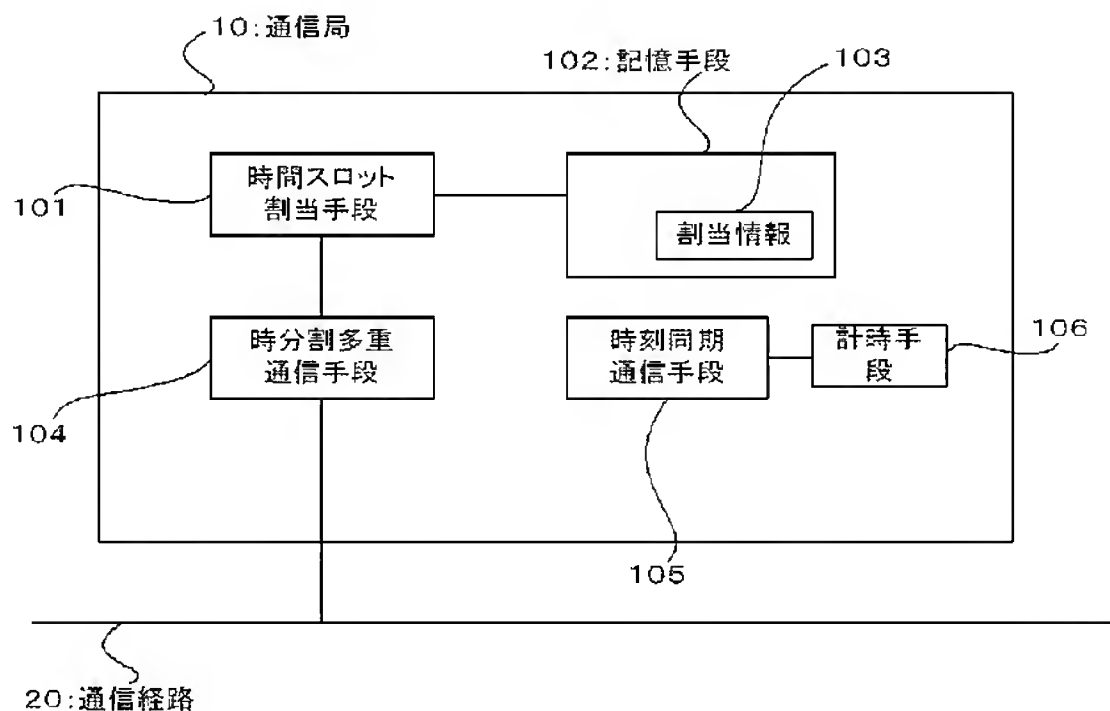 10:通信局
102:記憶手段
103
時間スロット
割当手段
101
割当情報
時分割多重
通信手段
時刻同期
通信手段
計時手
段
106
104
105
20:通信経路